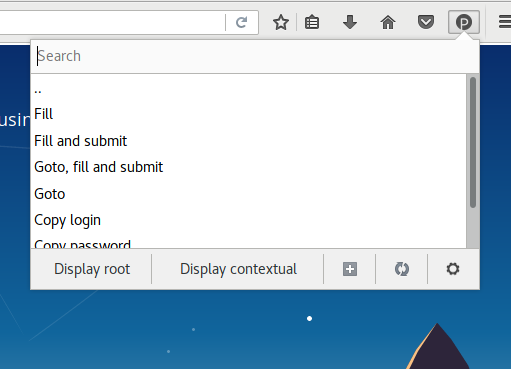 usin
Search
..
Fill
Fill and submit
Goto, fill and submit
Goto
Copy login
Copy password
Display root
Display contextual